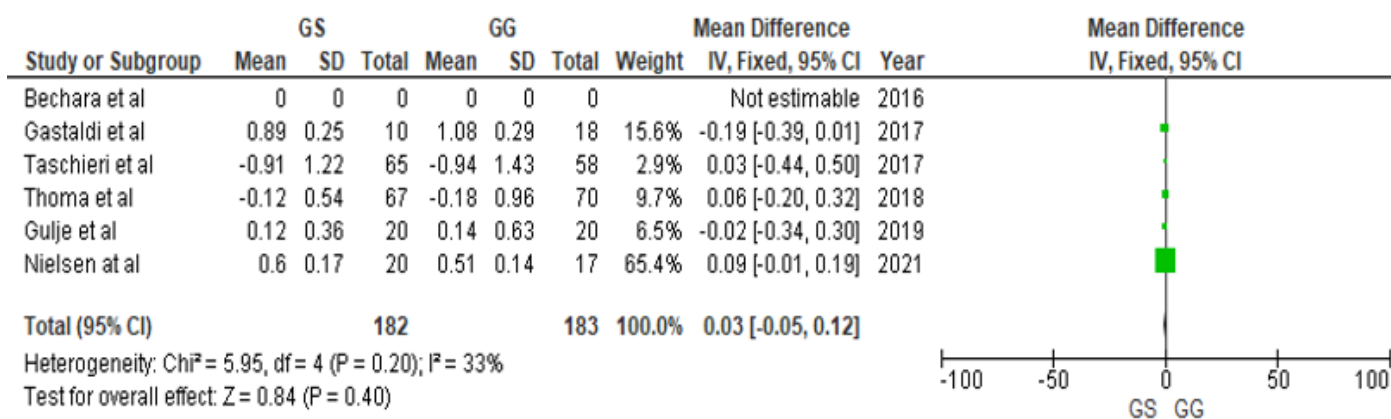 GS GG Mean Difference Mean Difference
Study or Subgroup Mean SD Total Mean SD Total Weight IV, Fixed, 95% CI Year IV, Fixed, 95% CI
Bechara et al 0 0 0 0 0 0 Not estimable 2016
Gastaldi et al 0.89 0.25 10 1.08 0.29 18 15.6% -0.19 [-0.39, 0.01] 2017
Taschieri et al -0.91 1.22 65 -0.94 1.43 58 2.9% 0.03 [-0.44, 0.50] 2017
Thoma et al -0.12 0.54 67 -0.18 0.96 70 9.7% 0.06 [-0.20, 0.32] 2018
Gulje et al 0.12 0.36 20 0.14 0.63 20 6.5% -0.02 [-0.34, 0.30] 2019
Nielsen at al 0.6 0.17 20 0.51 0.14 17 65.4% 0.09 [-0.01, 0.19] 2021
Total (95% CI) 182 183 100.0% 0.03 [-0.05, 0.12]
Heterogeneity: Chi² = 5.95, df = 4 (P = 0.20); I² = 33%
Test for overall effect: Z = 0.84 (P = 0.40)
-100 -50 0 50 100
GS GG